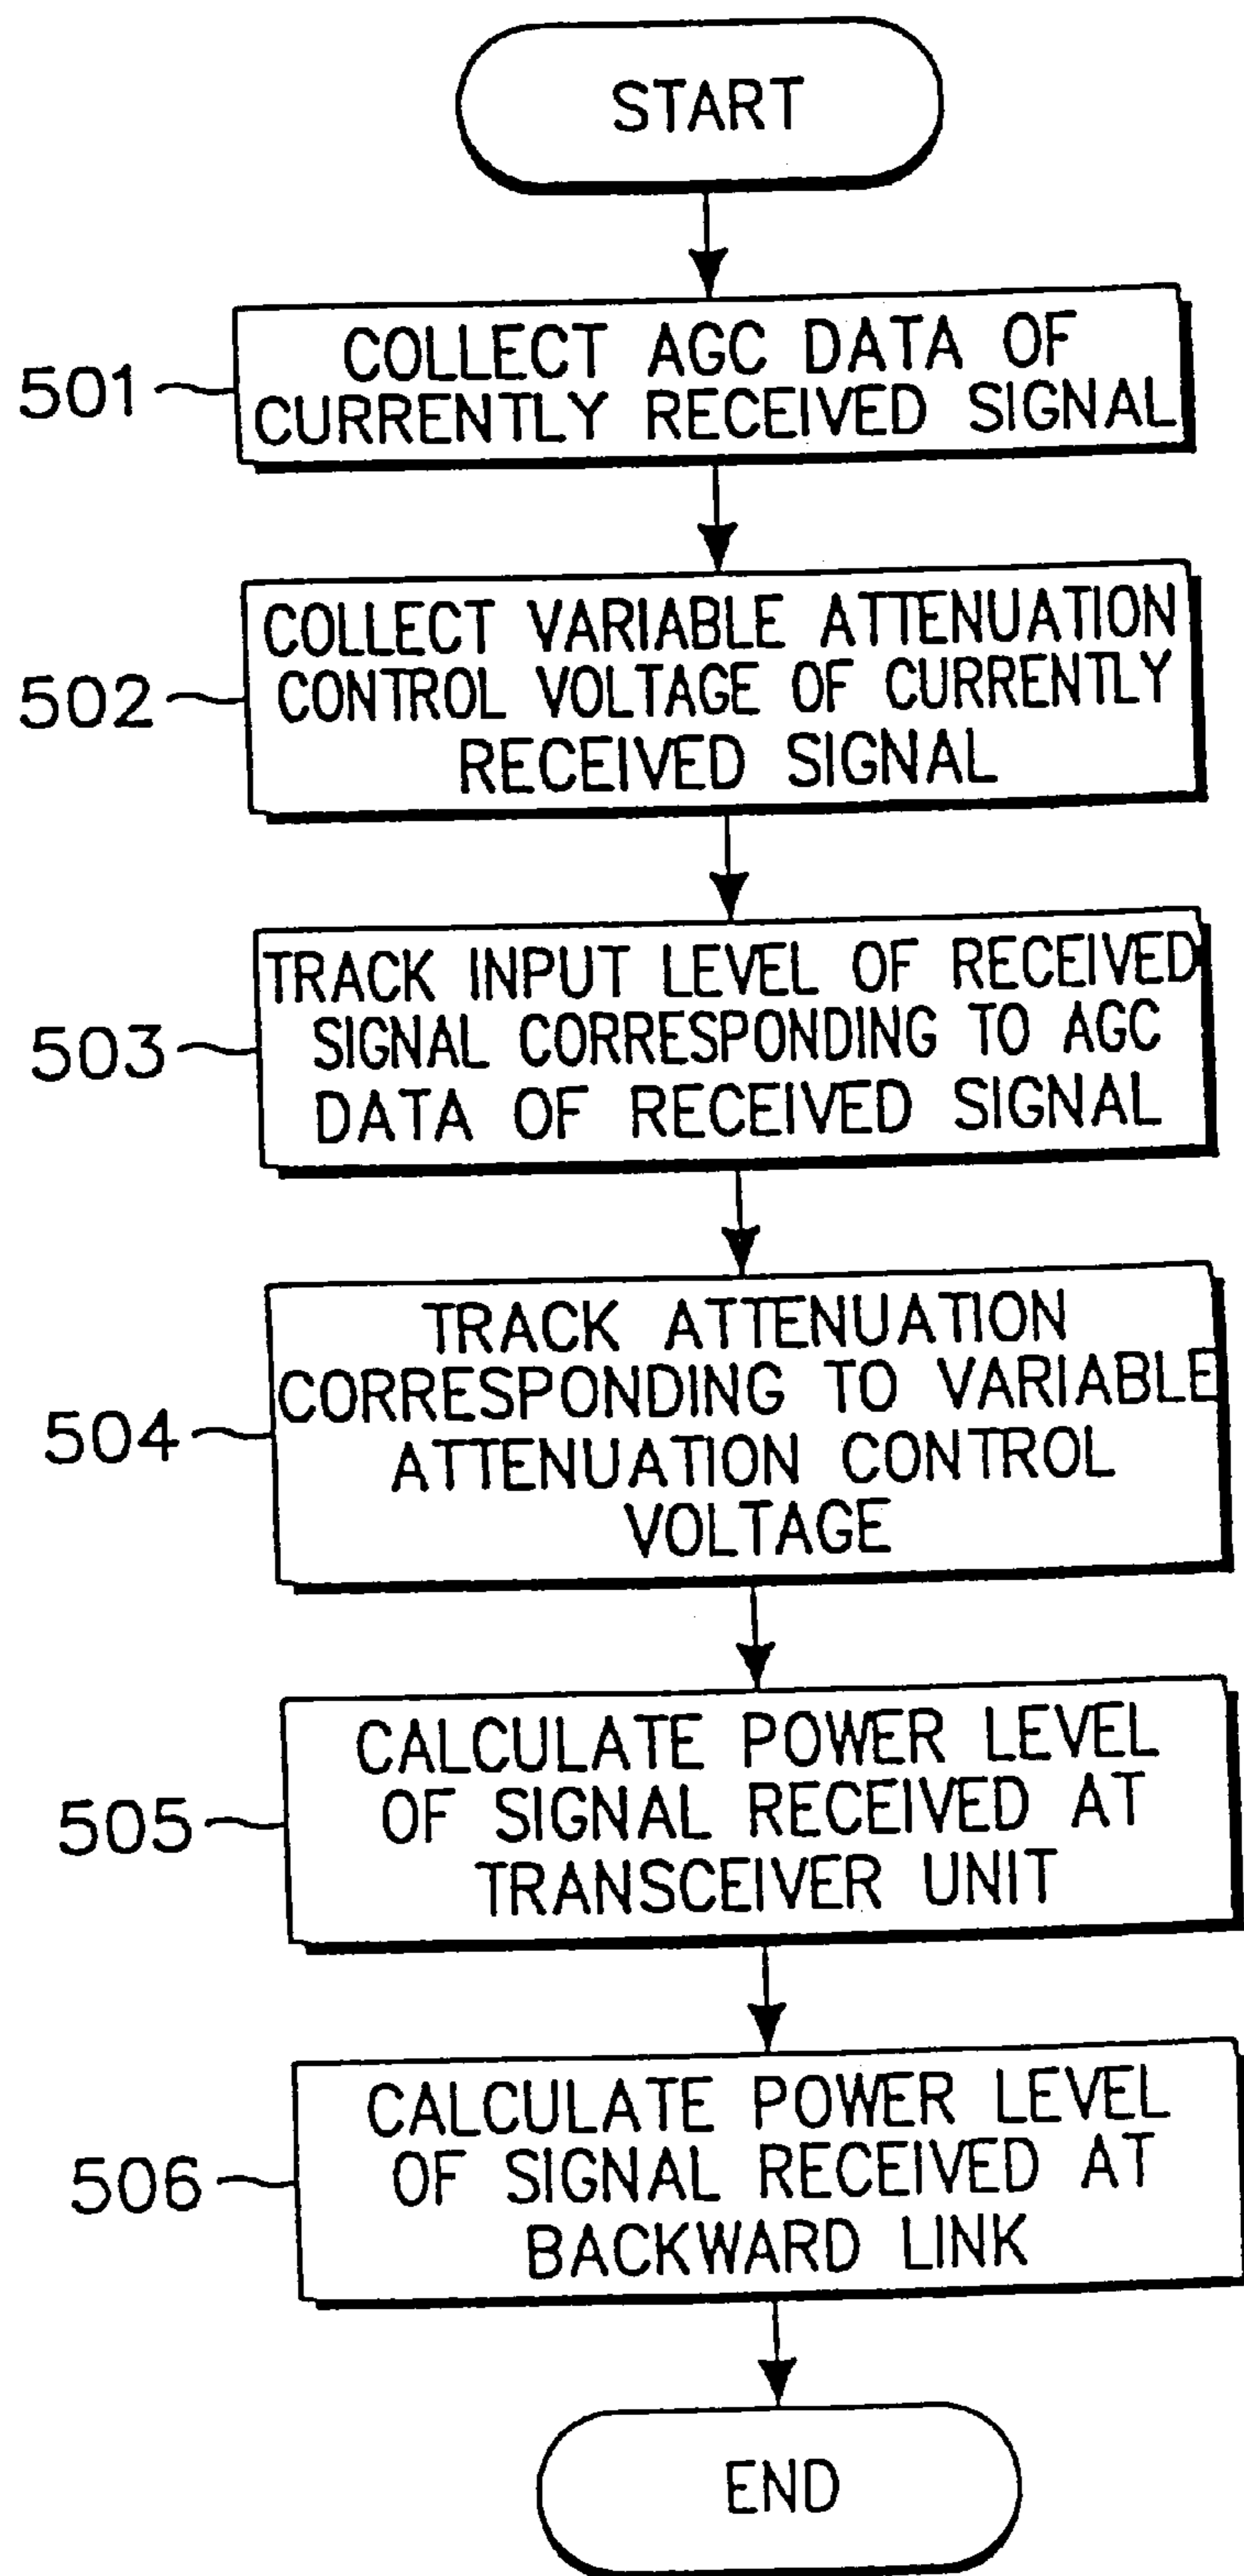 START
501
COLLECT AGC DATA OF
CURRENTLY RECEIVED SIGNAL
502
COLLECT VARIABLE ATTENUATION
CONTROL VOLTAGE OF CURRENTLY
RECEIVED SIGNAL
503
TRACK INPUT LEVEL OF RECEIVED
SIGNAL CORRESPONDING TO AGC
DATA OF RECEIVED SIGNAL
504
TRACK ATTENUATION
CORRESPONDING TO VARIABLE
ATTENUATION CONTROL
VOLTAGE
505
CALCULATE POWER LEVEL
OF SIGNAL RECEIVED AT
TRANSCEIVER UNIT
506
CALCULATE POWER LEVEL
OF SIGNAL RECEIVED AT
BACKWARD LINK
END